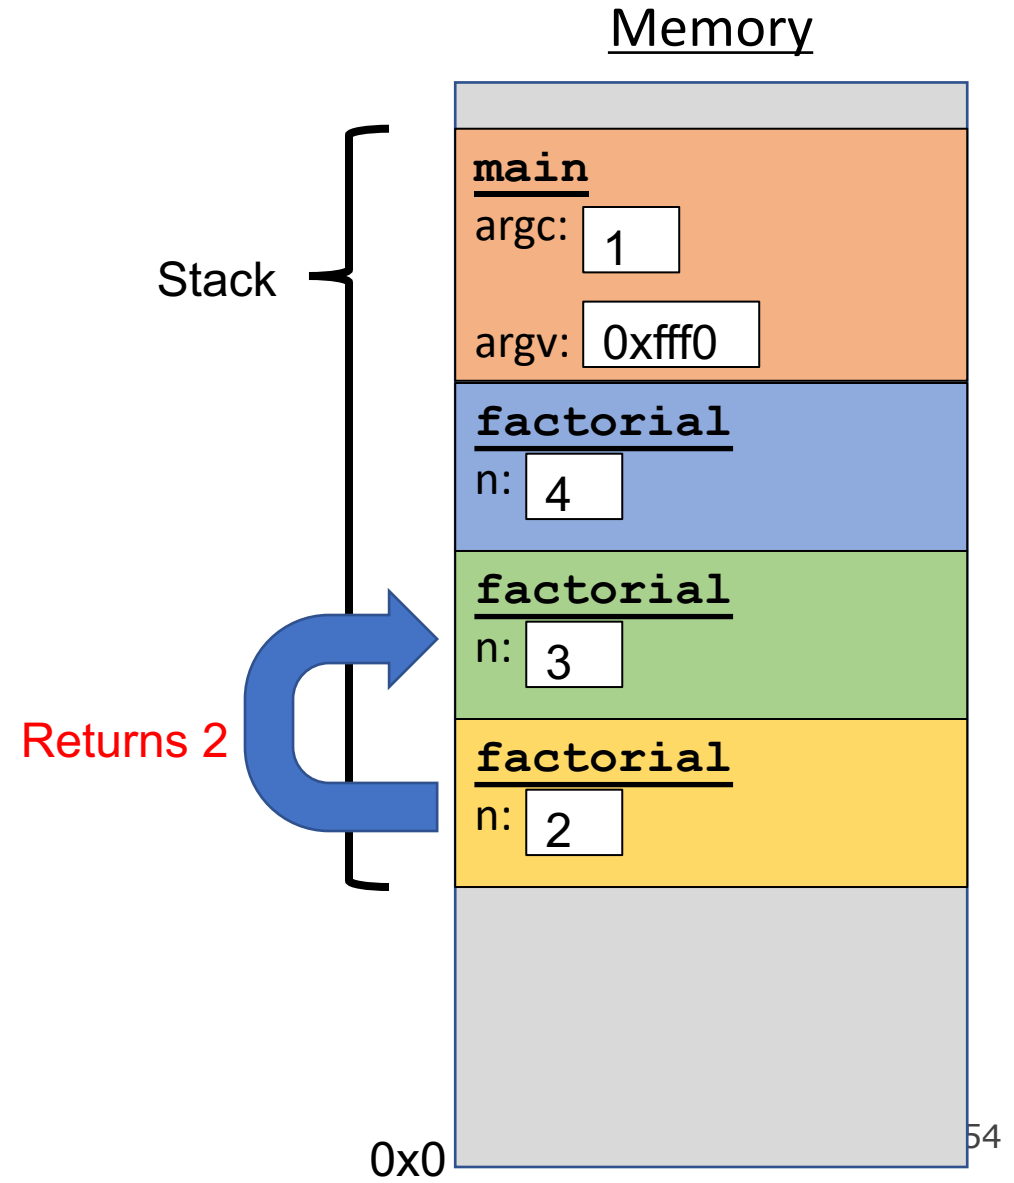 Memory
main
argc: 1
Stack
argv: 0xfff0
factorial
n: 4
factorial
n: 3
Returns 2
factorial
n: 2
54
0x0